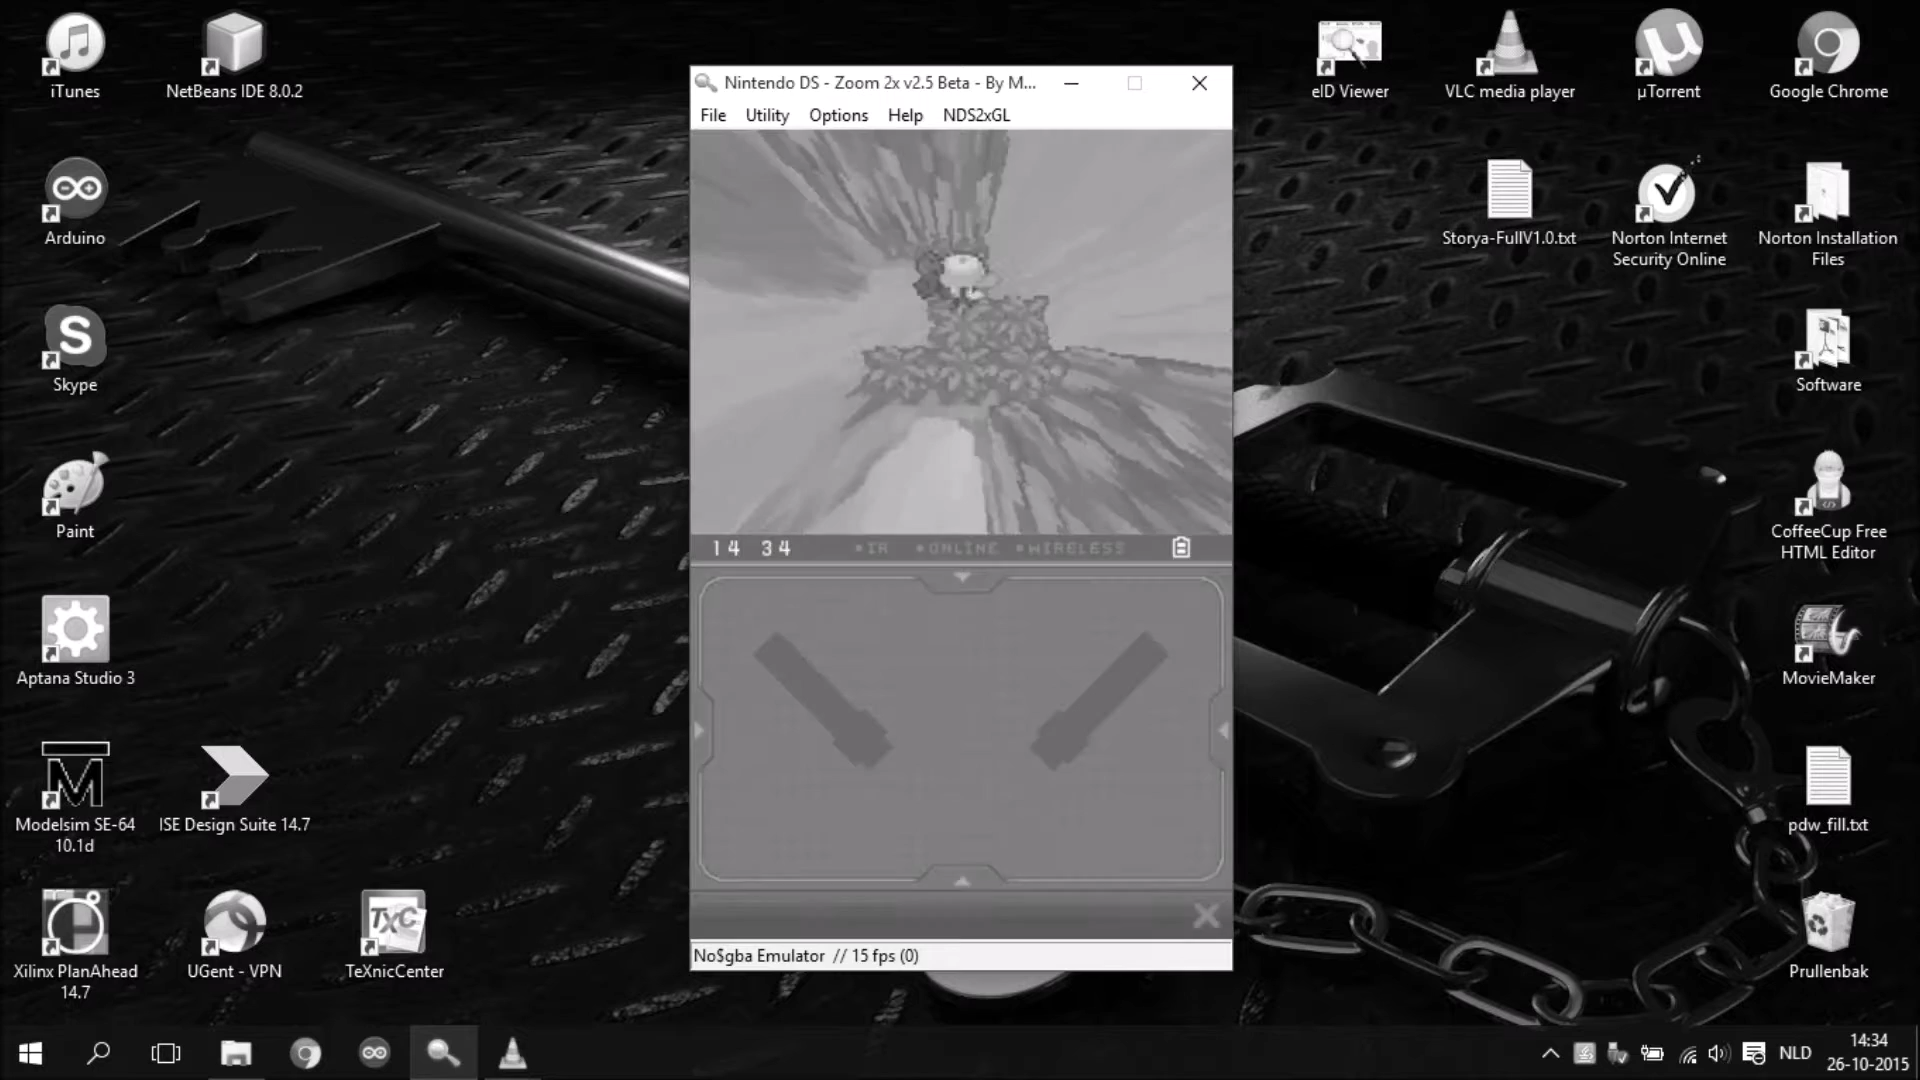 iTunes
NetBeans IDE 8.0.2
eID Viewer
VLC media player
µTorrent
Google Chrome
Nintendo DS - Zoom 2x v2.5 Beta - By M...
File Utility Options Help NDS2xGL
Arduino
Storya-FullV1.0.txt
Norton Internet
Security Online
Norton Installation
Files
Skype
Software
Paint
CoffeeCup Free
HTML Editor
14 34 IR ONLINE WIRELESS
Aptana Studio 3
MovieMaker
Modelsim SE-64
10.1d
ISE Design Suite 14.7
pdw_fill.txt
TXC
Xilinx PlanAhead
14.7
UGent - VPN
TeXnicCenter
No$gba Emulator // 15 fps (0)
Prullenbak
NLD
14:34
26-10-2015